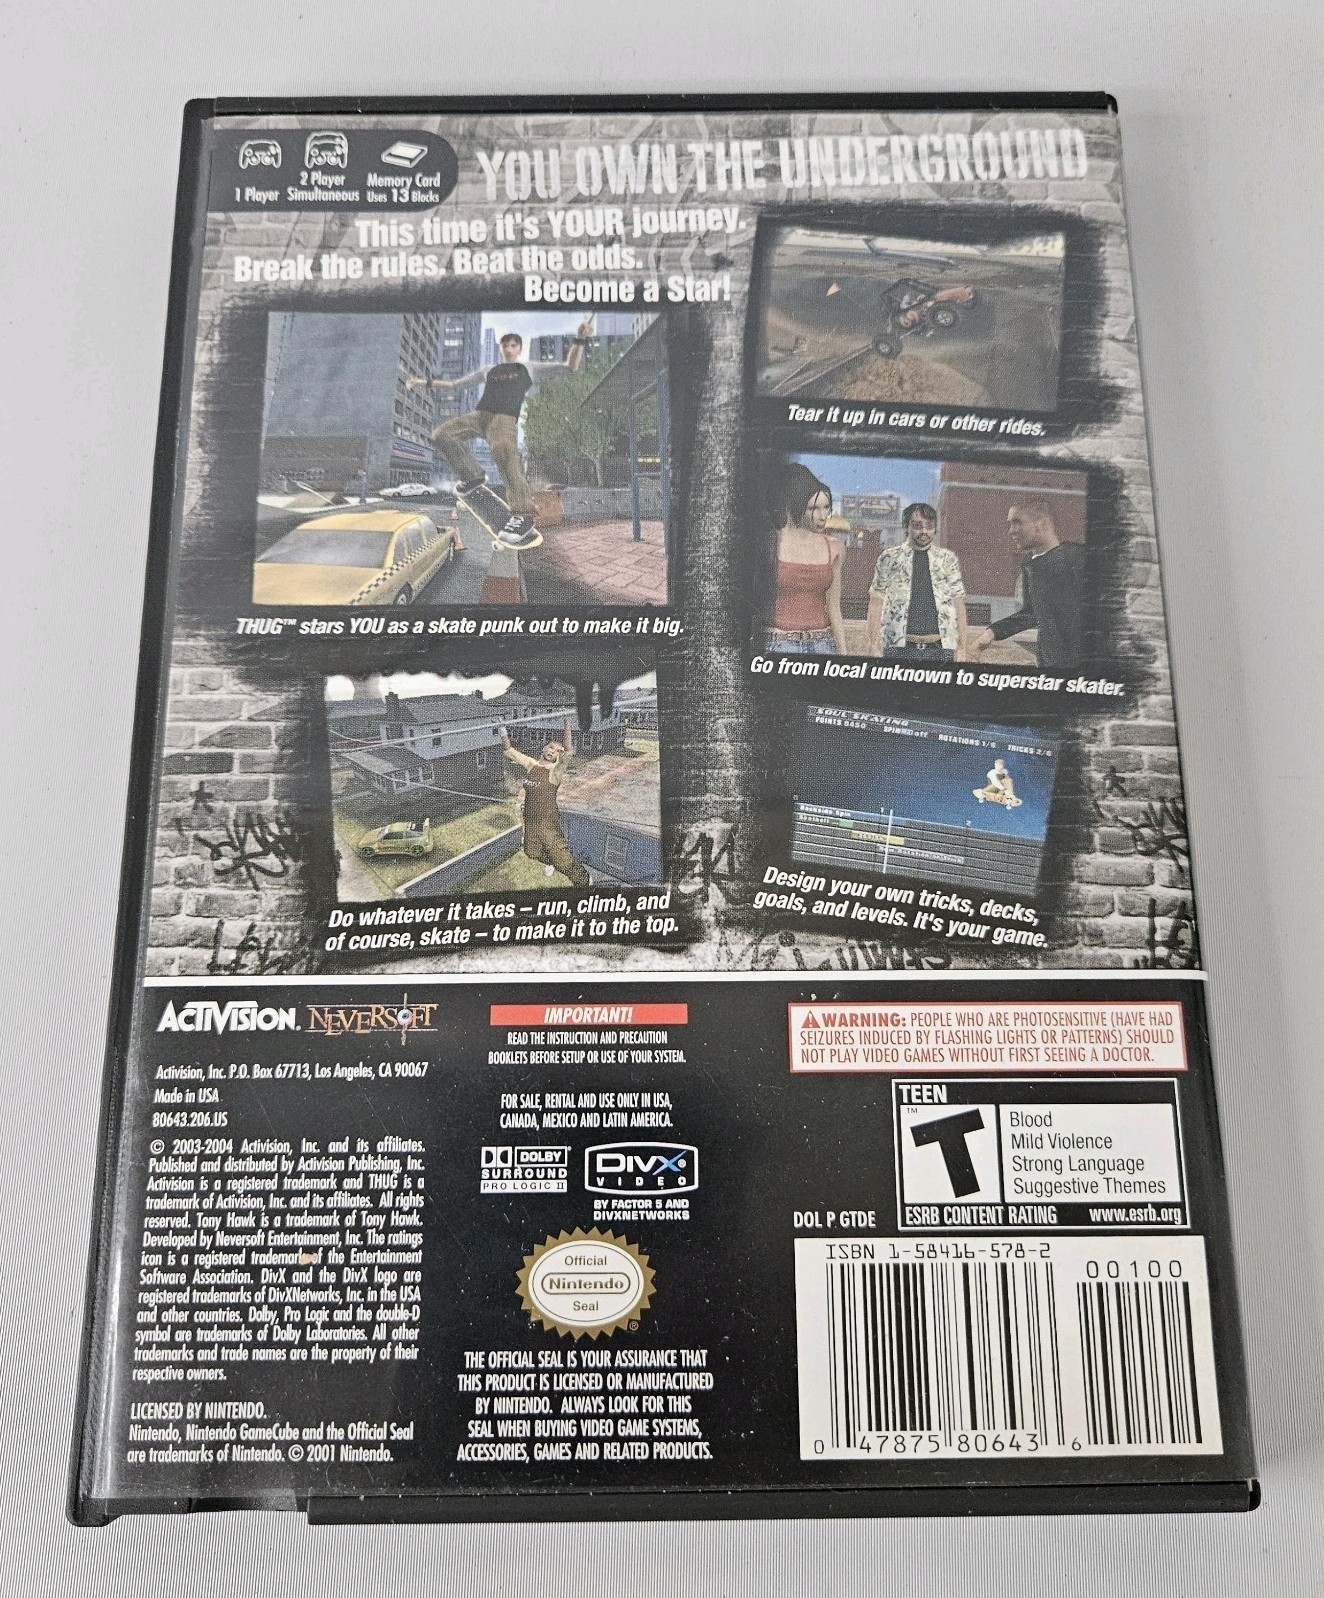 1 Player
2 Player
Simultaneous
Memory Card
Uses 13 Blocks
YOU OWN THE UNDERGROUND
This time it's YOUR journey.
Break the rules. Beat the odds.
Become a Star!
THUG™ stars YOU as a skate punk out to make it big.
Tear it up in cars or other rides.
Go from local unknown to superstar skater.
Do whatever it takes – run, climb, and
of course, skate – to make it to the top.
SOUL SKATING
POINTS 9450
ROTATIONS 1/6
TRICKS 2/6
Design your own tricks, decks,
goals, and levels. It's your game.
ACTIVISION. NEVERSOFT
Activision, Inc. P.O. Box 67713, Los Angeles, CA 90067
Made in USA
80643.206.US
© 2003-2004 Activision, Inc. and its affiliates.
Published and distributed by Activision Publishing, Inc.
Activision is a registered trademark and THUG is a
trademark of Activision, Inc. and its affiliates. All rights
reserved. Tony Hawk is a trademark of Tony Hawk.
Developed by Neversoft Entertainment, Inc. The ratings
icon is a registered trademark of the Entertainment
Software Association. DivX and the DivX logo are
registered trademarks of DivXNetworks, Inc. in the USA
and other countries. Dolby, Pro Logic and the double-D
symbol are trademarks of Dolby Laboratories. All other
trademarks and trade names are the property of their
respective owners.
LICENSED BY NINTENDO.
Nintendo, Nintendo GameCube and the Official Seal
are trademarks of Nintendo. © 2001 Nintendo.
IMPORTANT!
READ THE INSTRUCTION AND PRECAUTION
BOOKLETS BEFORE SETUP OR USE OF YOUR SYSTEM.
FOR SALE, RENTAL AND USE ONLY IN USA,
CANADA, MEXICO AND LATIN AMERICA.
DOLBY
SURROUND
PRO LOGIC II
DIVX®
VIDEO
BY FACTOR 5 AND
DIVXNETWORKS
Official
Nintendo
Seal
®
THE OFFICIAL SEAL IS YOUR ASSURANCE THAT
THIS PRODUCT IS LICENSED OR MANUFACTURED
BY NINTENDO. ALWAYS LOOK FOR THIS
SEAL WHEN BUYING VIDEO GAME SYSTEMS,
ACCESSORIES, GAMES AND RELATED PRODUCTS.
WARNING: PEOPLE WHO ARE PHOTOSENSITIVE (HAVE HAD
SEIZURES INDUCED BY FLASHING LIGHTS OR PATTERNS) SHOULD
NOT PLAY VIDEO GAMES WITHOUT FIRST SEEING A DOCTOR.
TEEN
T™
Blood
Mild Violence
Strong Language
Suggestive Themes
ESRB CONTENT RATING www.esrb.org
DOL P GTDE
ISBN 1-58416-578-2
00100
0 47875 80643 6